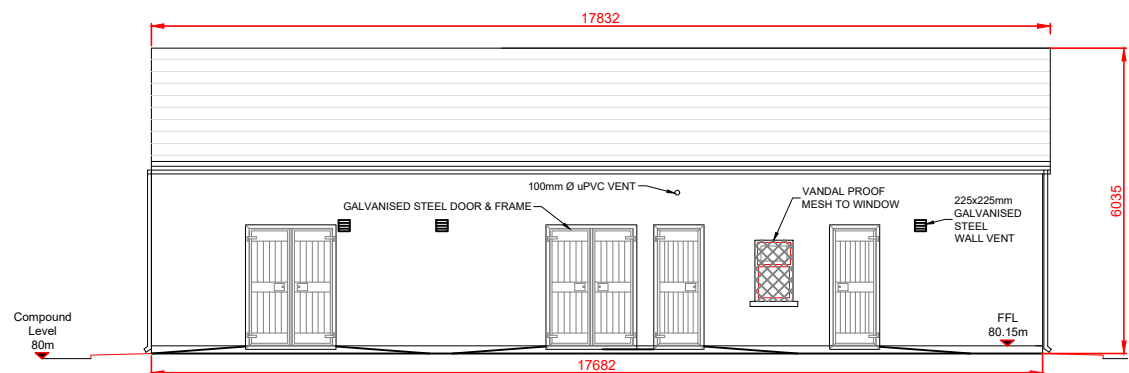 17832
100mm Ø uPVC VENT
GALVANISED STEEL DOOR & FRAME
VANDAL PROOF
MESH TO WINDOW
225x225mm
GALVANISED
STEEL
WALL VENT
6035
Compound
Level
80m
FFL
80.15m
17682